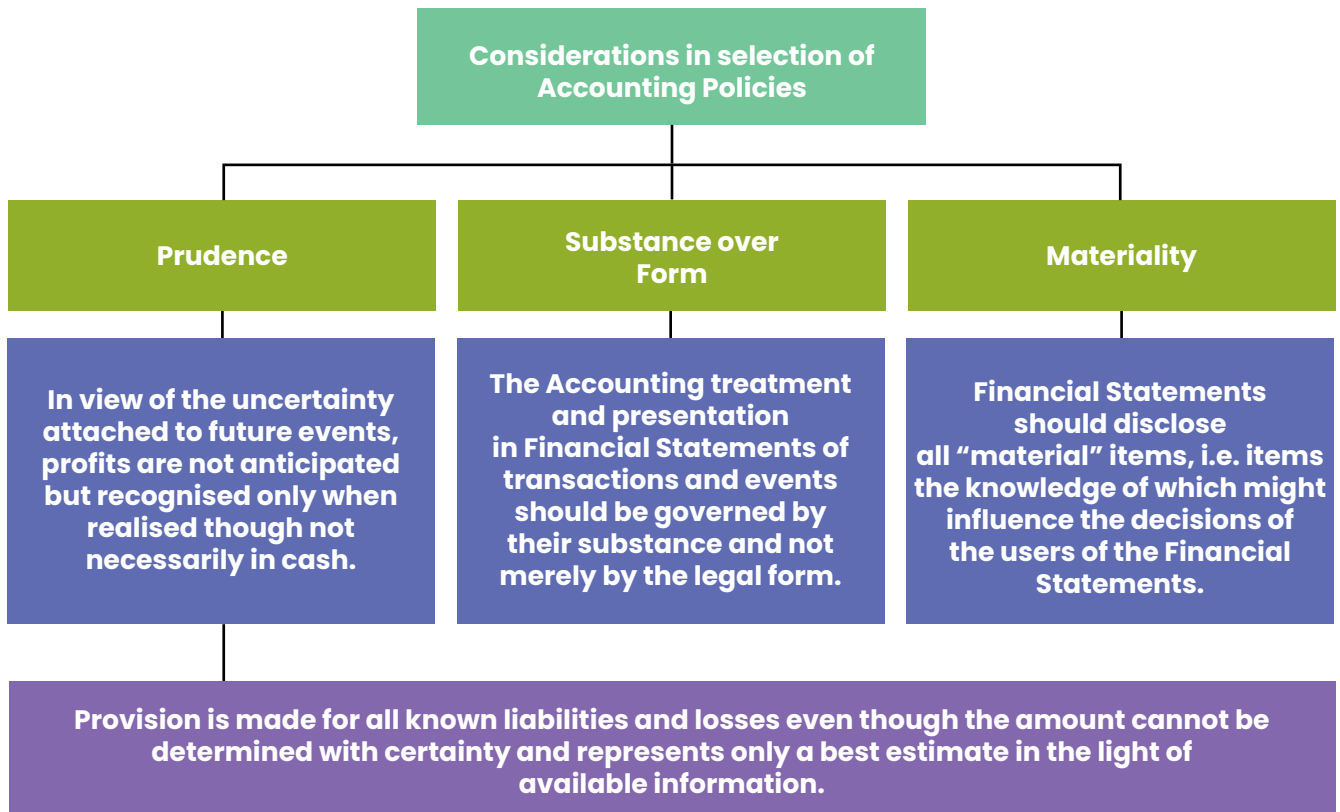 Considerations in selection of
Accounting Policies
Prudence
Substance over
Form
Materiality
In view of the uncertainty
attached to future events,
profits are not anticipated
but recognised only when
realised though not
necessarily in cash.
The Accounting treatment
and presentation
in Financial Statements of
transactions and events
should be governed by
their substance and not
merely by the legal form.
Financial Statements
should disclose
all “material” items, i.e. items
the knowledge of which might
influence the decisions of
the users of the Financial
Statements.
Provision is made for all known liabilities and losses even though the amount cannot be
determined with certainty and represents only a best estimate in the light of
available information.